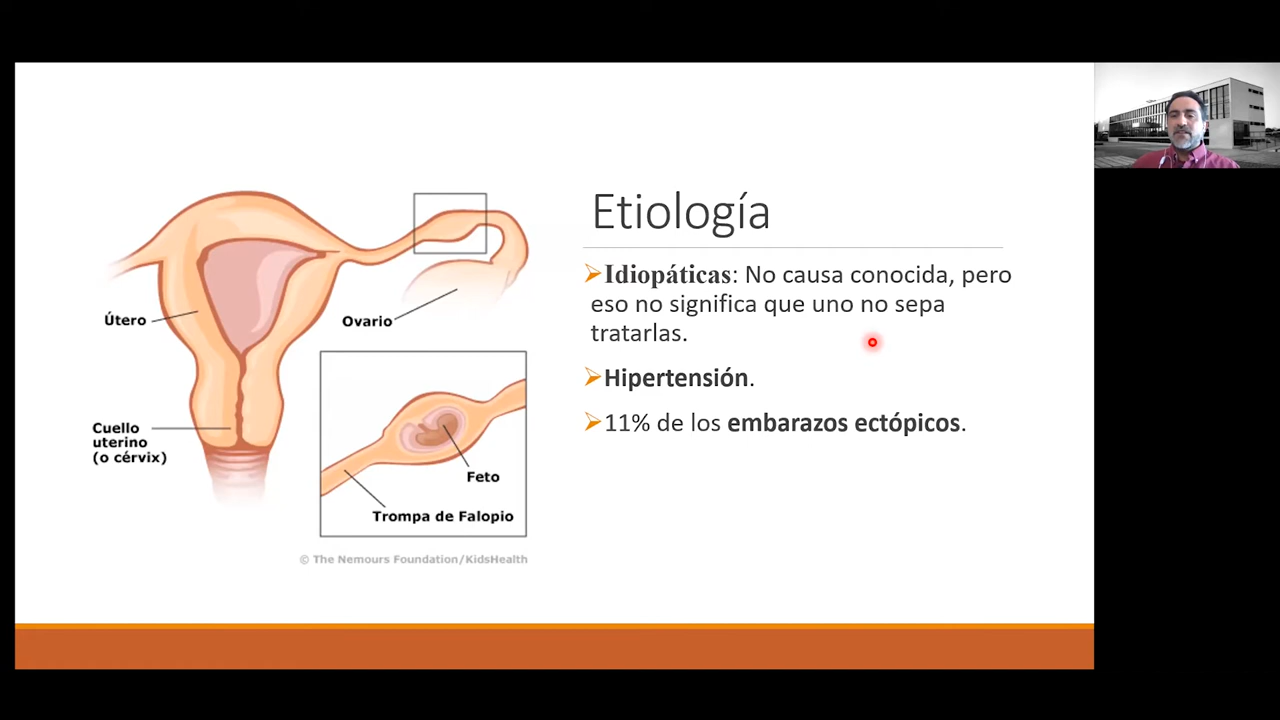 Etiología
➢Idiopáticas: No causa conocida, pero
eso no significa que uno no sepa
tratarlas.
➢Hipertensión.
➢11% de los embarazos ectópicos.
Útero
Ovario
Cuello
uterino
(o cérvix)
Feto
Trompa de Falopio
© The Nemours Foundation/KidsHealth